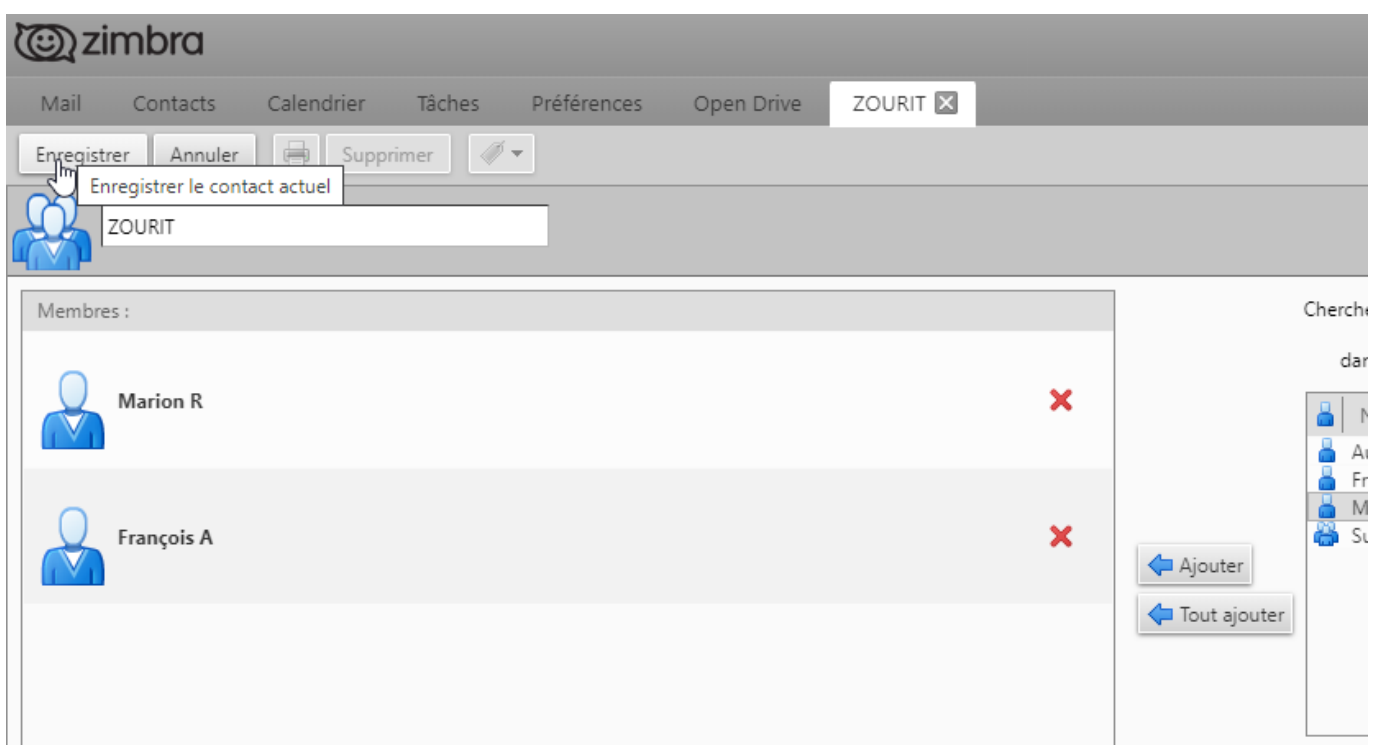 zimbra
Mail Contacts Calendrier Tâches Préférences Open Drive ZOURIT
Enregistrer Annuler Supprimer
Enregistrer le contact actuel
ZOURIT
Membres :
Marion R
François A
Ajouter
Tout ajouter